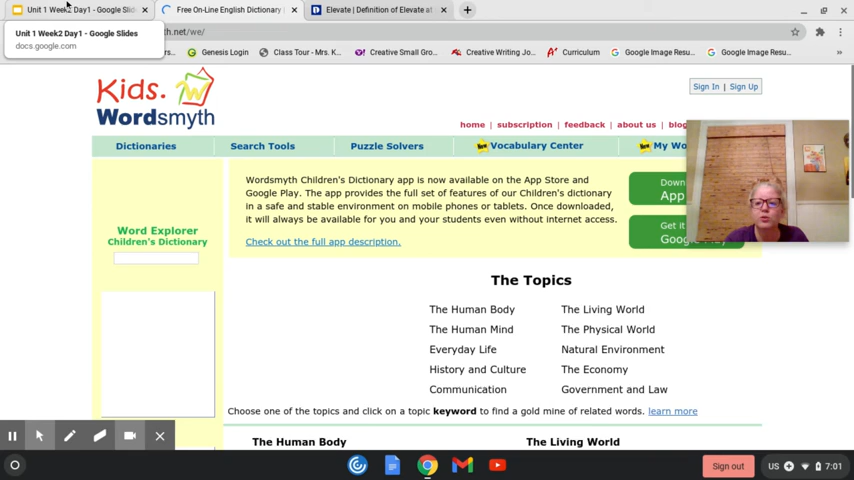 Unit 1 Week2 Day1 - Google Slid
Free On-Line English Dictionary |
Elevate | Definition of Elevate at
Unit 1 Week2 Day1 - Google Slides
docs.google.com
th.net/we/
Genesis Login
Class Tour - Mrs. K...
Creative Small Gro...
Creative Writing Jo...
Curriculum
Google Image Resu...
Google Image Resu...
»
Kids.
Wordsmyth
Sign In | Sign Up
home | subscription | feedback | about us | blog
Dictionaries
Search Tools
Puzzle Solvers
New Vocabulary Center
New My Wo
Wordsmyth Children's Dictionary app is now available on the App Store and
Google Play. The app provides the full set of features of our Children's dictionary
in a safe and stable environment on mobile phones or tablets. Once downloaded,
it will always be available for you and your students even without internet access.
Check out the full app description.
Down
App
Get it
Google
Word Explorer
Children's Dictionary
The Topics
The Human Body
The Living World
The Human Mind
The Physical World
Everyday Life
Natural Environment
History and Culture
The Economy
Communication
Government and Law
Choose one of the topics and click on a topic keyword to find a gold mine of related words. learn more
The Human Body
The Living World
Sign out
US
7:01